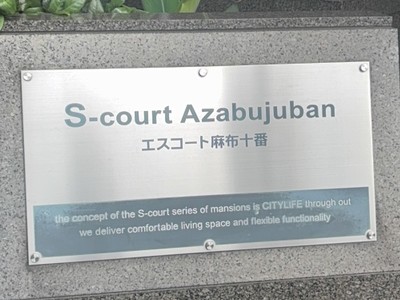 S-court Azabujuban
エスコート麻布十番
the concept of the S-court series of mansions is CITYLIFE through out
we deliver comfortable living space and flexible functionality